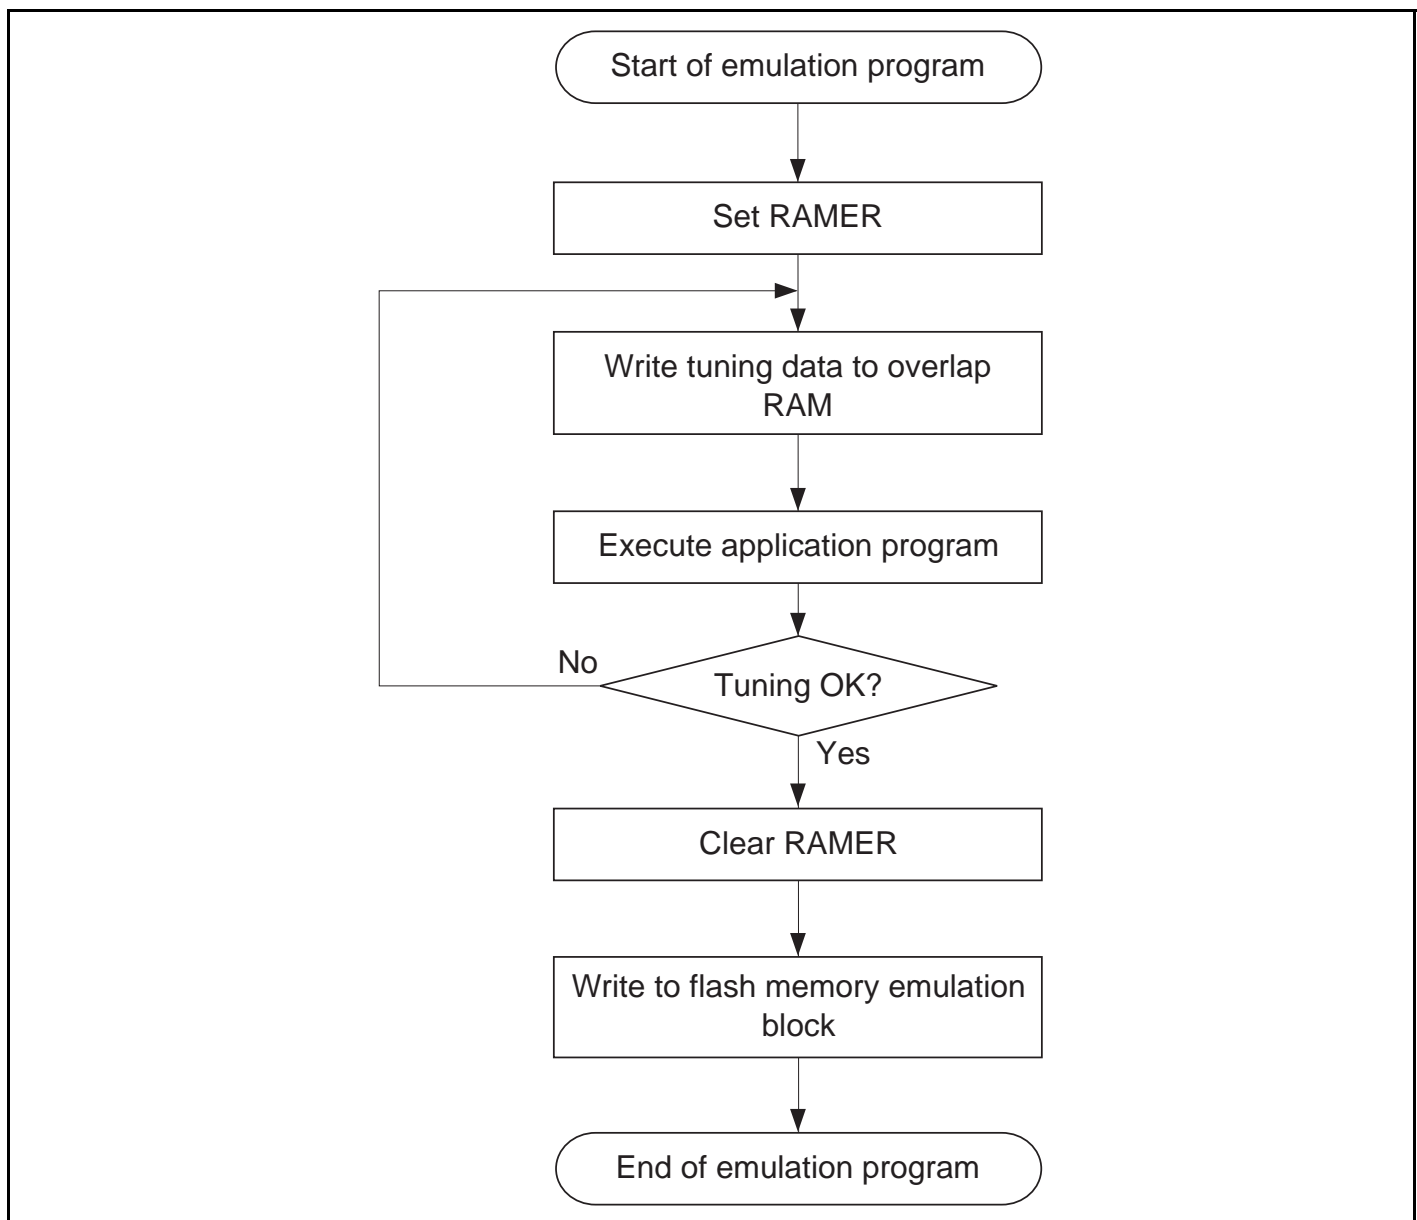 Start of emulation program
Set RAMER
Write tuning data to overlap
RAM
Execute application program
No
Tuning OK?
Yes
Clear RAMER
Write to flash memory emulation
block
End of emulation program